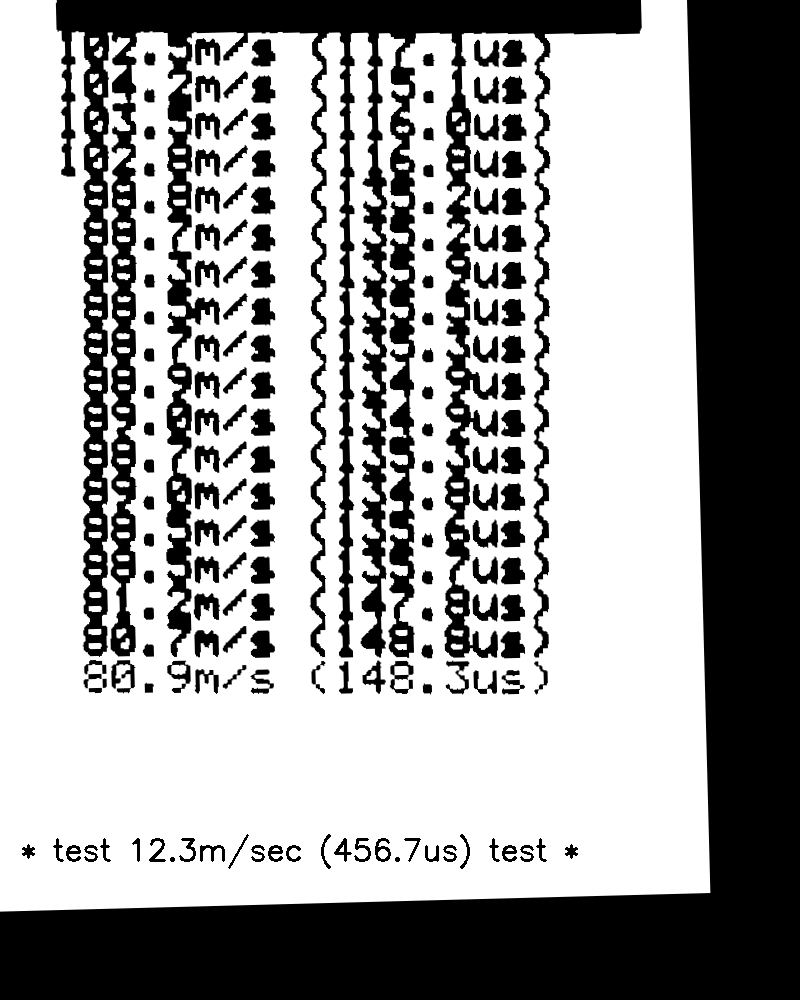 102.5m/s (117.1us)
104.2m/s (115.1us)
103.5m/s (116.0us)
102.8m/s (116.8us)
88.8m/s (135.2us)
88.7m/s (135.2us)
88.3m/s (135.9us)
88.5m/s (135.5us)
88.7m/s (135.3us)
88.9m/s (134.9us)
89.0m/s (134.9us)
88.7m/s (135.3us)
89.0m/s (134.8us)
88.5m/s (135.6us)
88.5m/s (135.7us)
81.2m/s (147.8us)
80.7m/s (148.8us)
80.9m/s (148.3us)
* test 12.3m/sec (456.7us) test *